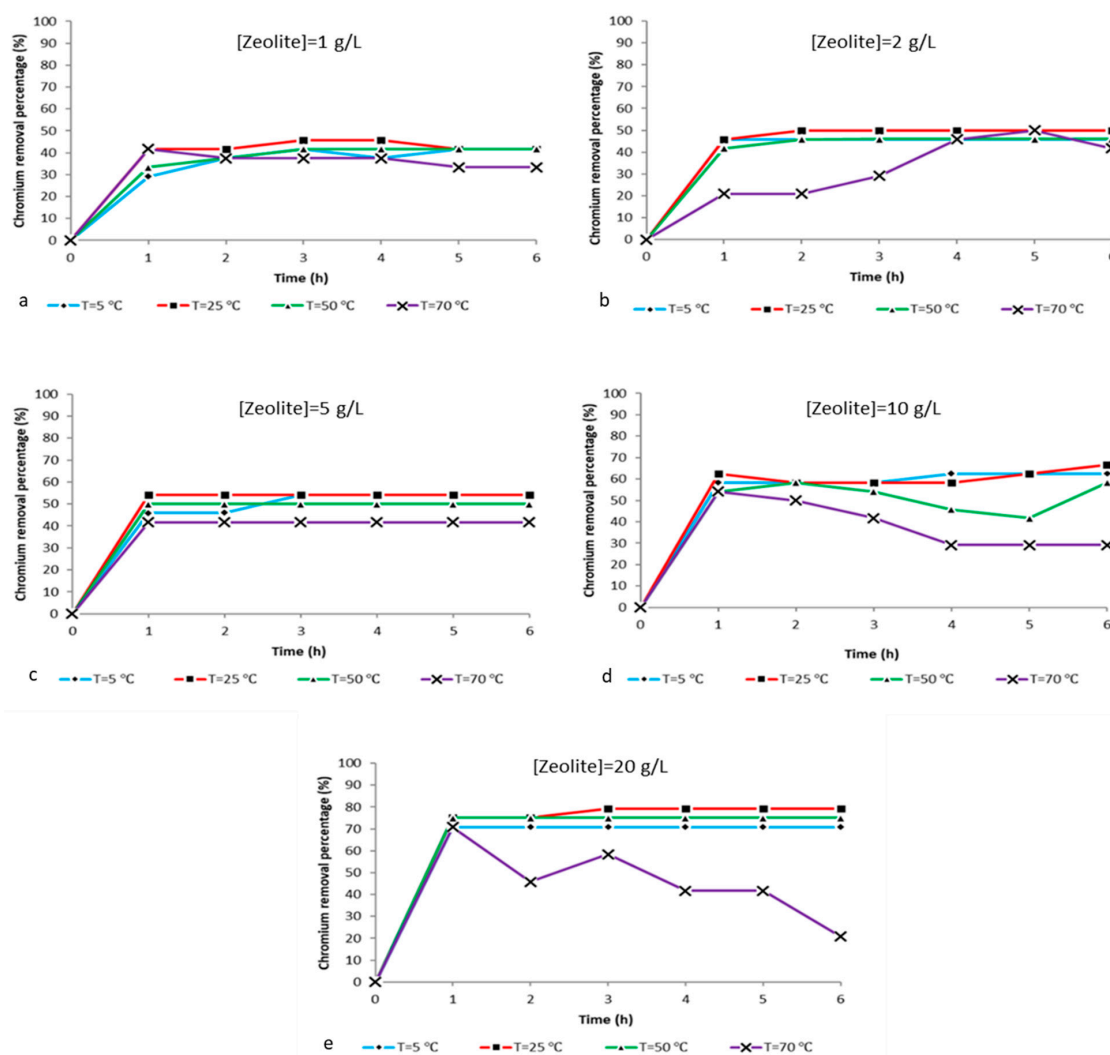 [Zeolite]=1 g/L
Chromium removal percentage (%)
100
90
80
70
60
50
40
30
20
10
0
0 1 2 3 4 5 6
Time (h)
a
T=5 °C T=25 °C T=50 °C T=70 °C
[Zeolite]=2 g/L
Chromium removal percentage (%)
100
90
80
70
60
50
40
30
20
10
0
0 1 2 3 4 5 6
Time (h)
b
T=5 °C T=25 °C T=50 °C T=70 °C
[Zeolite]=5 g/L
Chromium removal percentage (%)
100
90
80
70
60
50
40
30
20
10
0
0 1 2 3 4 5 6
Time (h)
c
T=5 °C T=25 °C T=50 °C T=70 °C
[Zeolite]=10 g/L
Chromium removal percentage (%)
100
90
80
70
60
50
40
30
20
10
0
0 1 2 3 4 5 6
Time (h)
d
T=5 °C T=25 °C T=50 °C T=70 °C
[Zeolite]=20 g/L
Chromium removal percentage (%)
100
90
80
70
60
50
40
30
20
10
0
0 1 2 3 4 5 6
Time (h)
e
T=5 °C T=25 °C T=50 °C T=70 °C